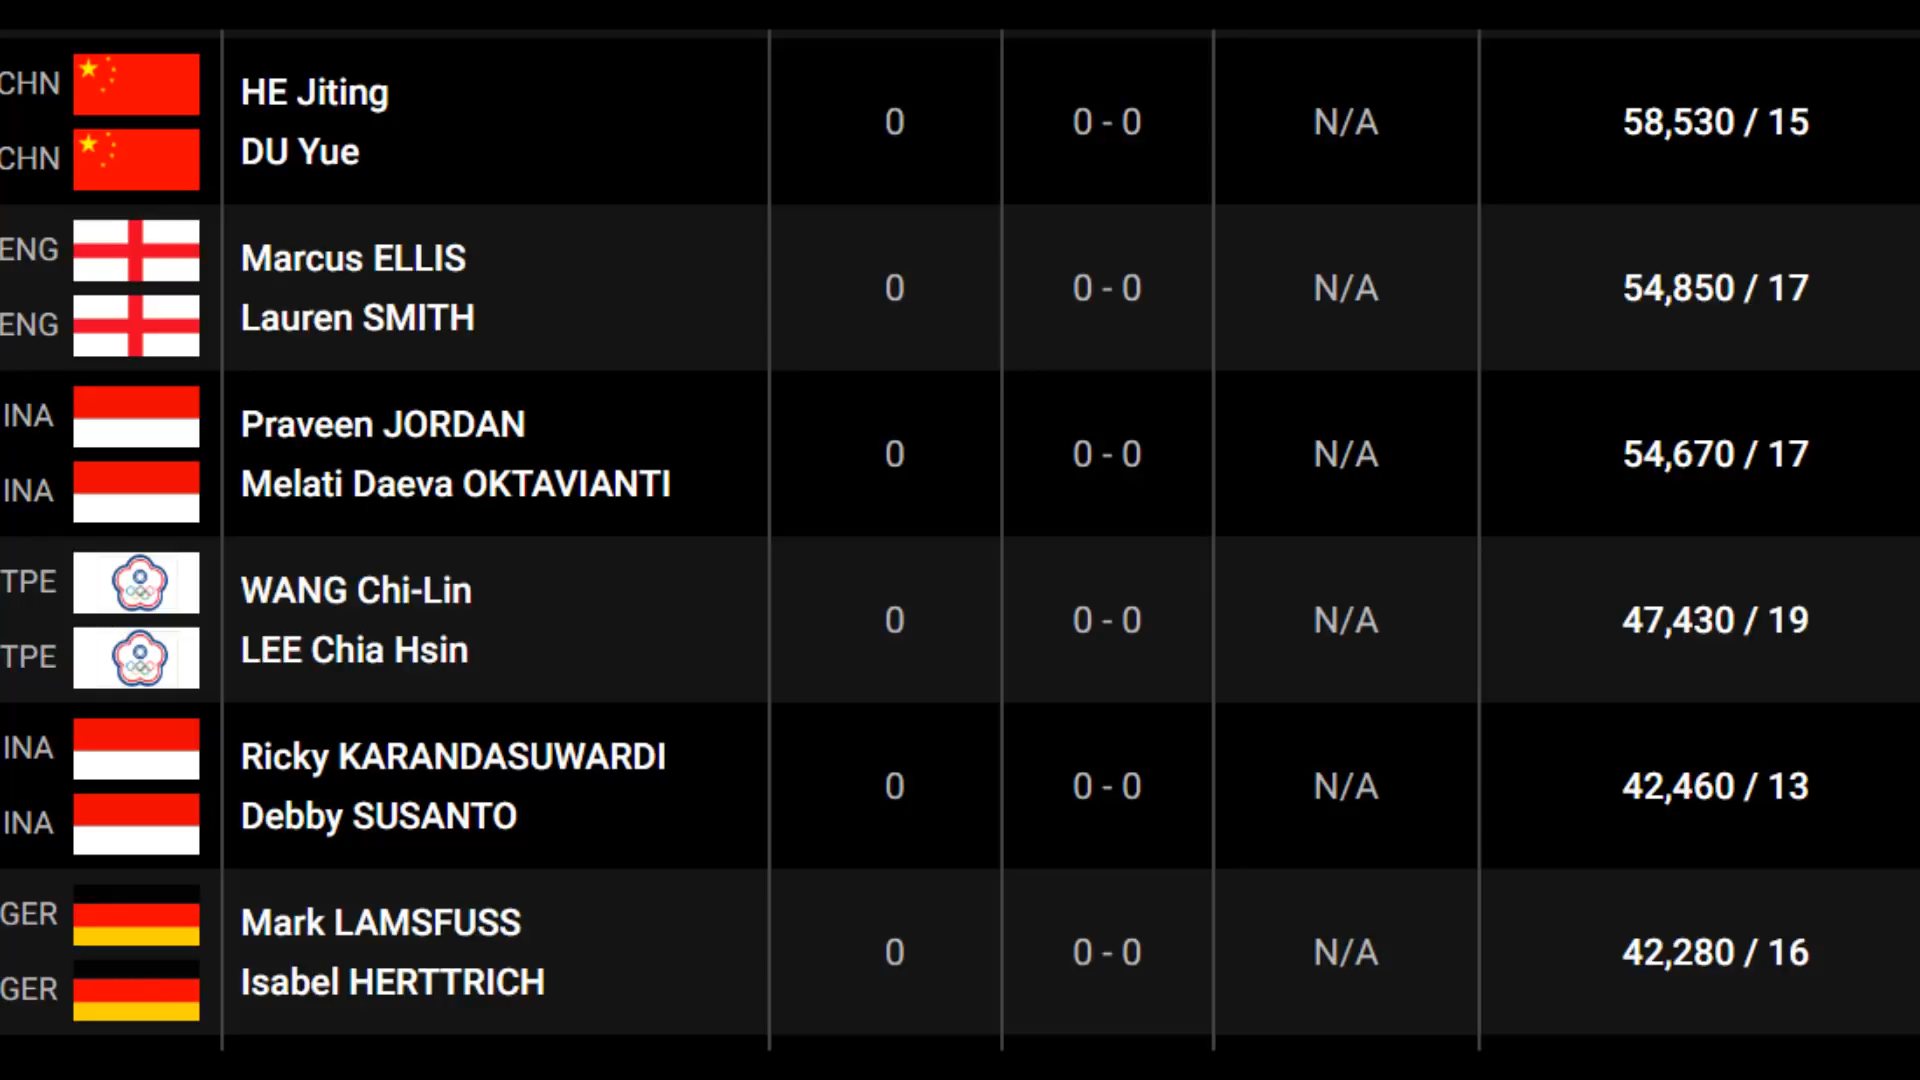 CHN HE Jiting 0 0 - 0 N/A 58,530 / 15
CHN DU Yue
ENG Marcus ELLIS 0 0 - 0 N/A 54,850 / 17
ENG Lauren SMITH
INA Praveen JORDAN 0 0 - 0 N/A 54,670 / 17
INA Melati Daeva OKTAVIANTI
TPE WANG Chi-Lin 0 0 - 0 N/A 47,430 / 19
TPE LEE Chia Hsin
INA Ricky KARANDASUWARDI 0 0 - 0 N/A 42,460 / 13
INA Debby SUSANTO
GER Mark LAMSFUSS 0 0 - 0 N/A 42,280 / 16
GER Isabel HERTTRICH